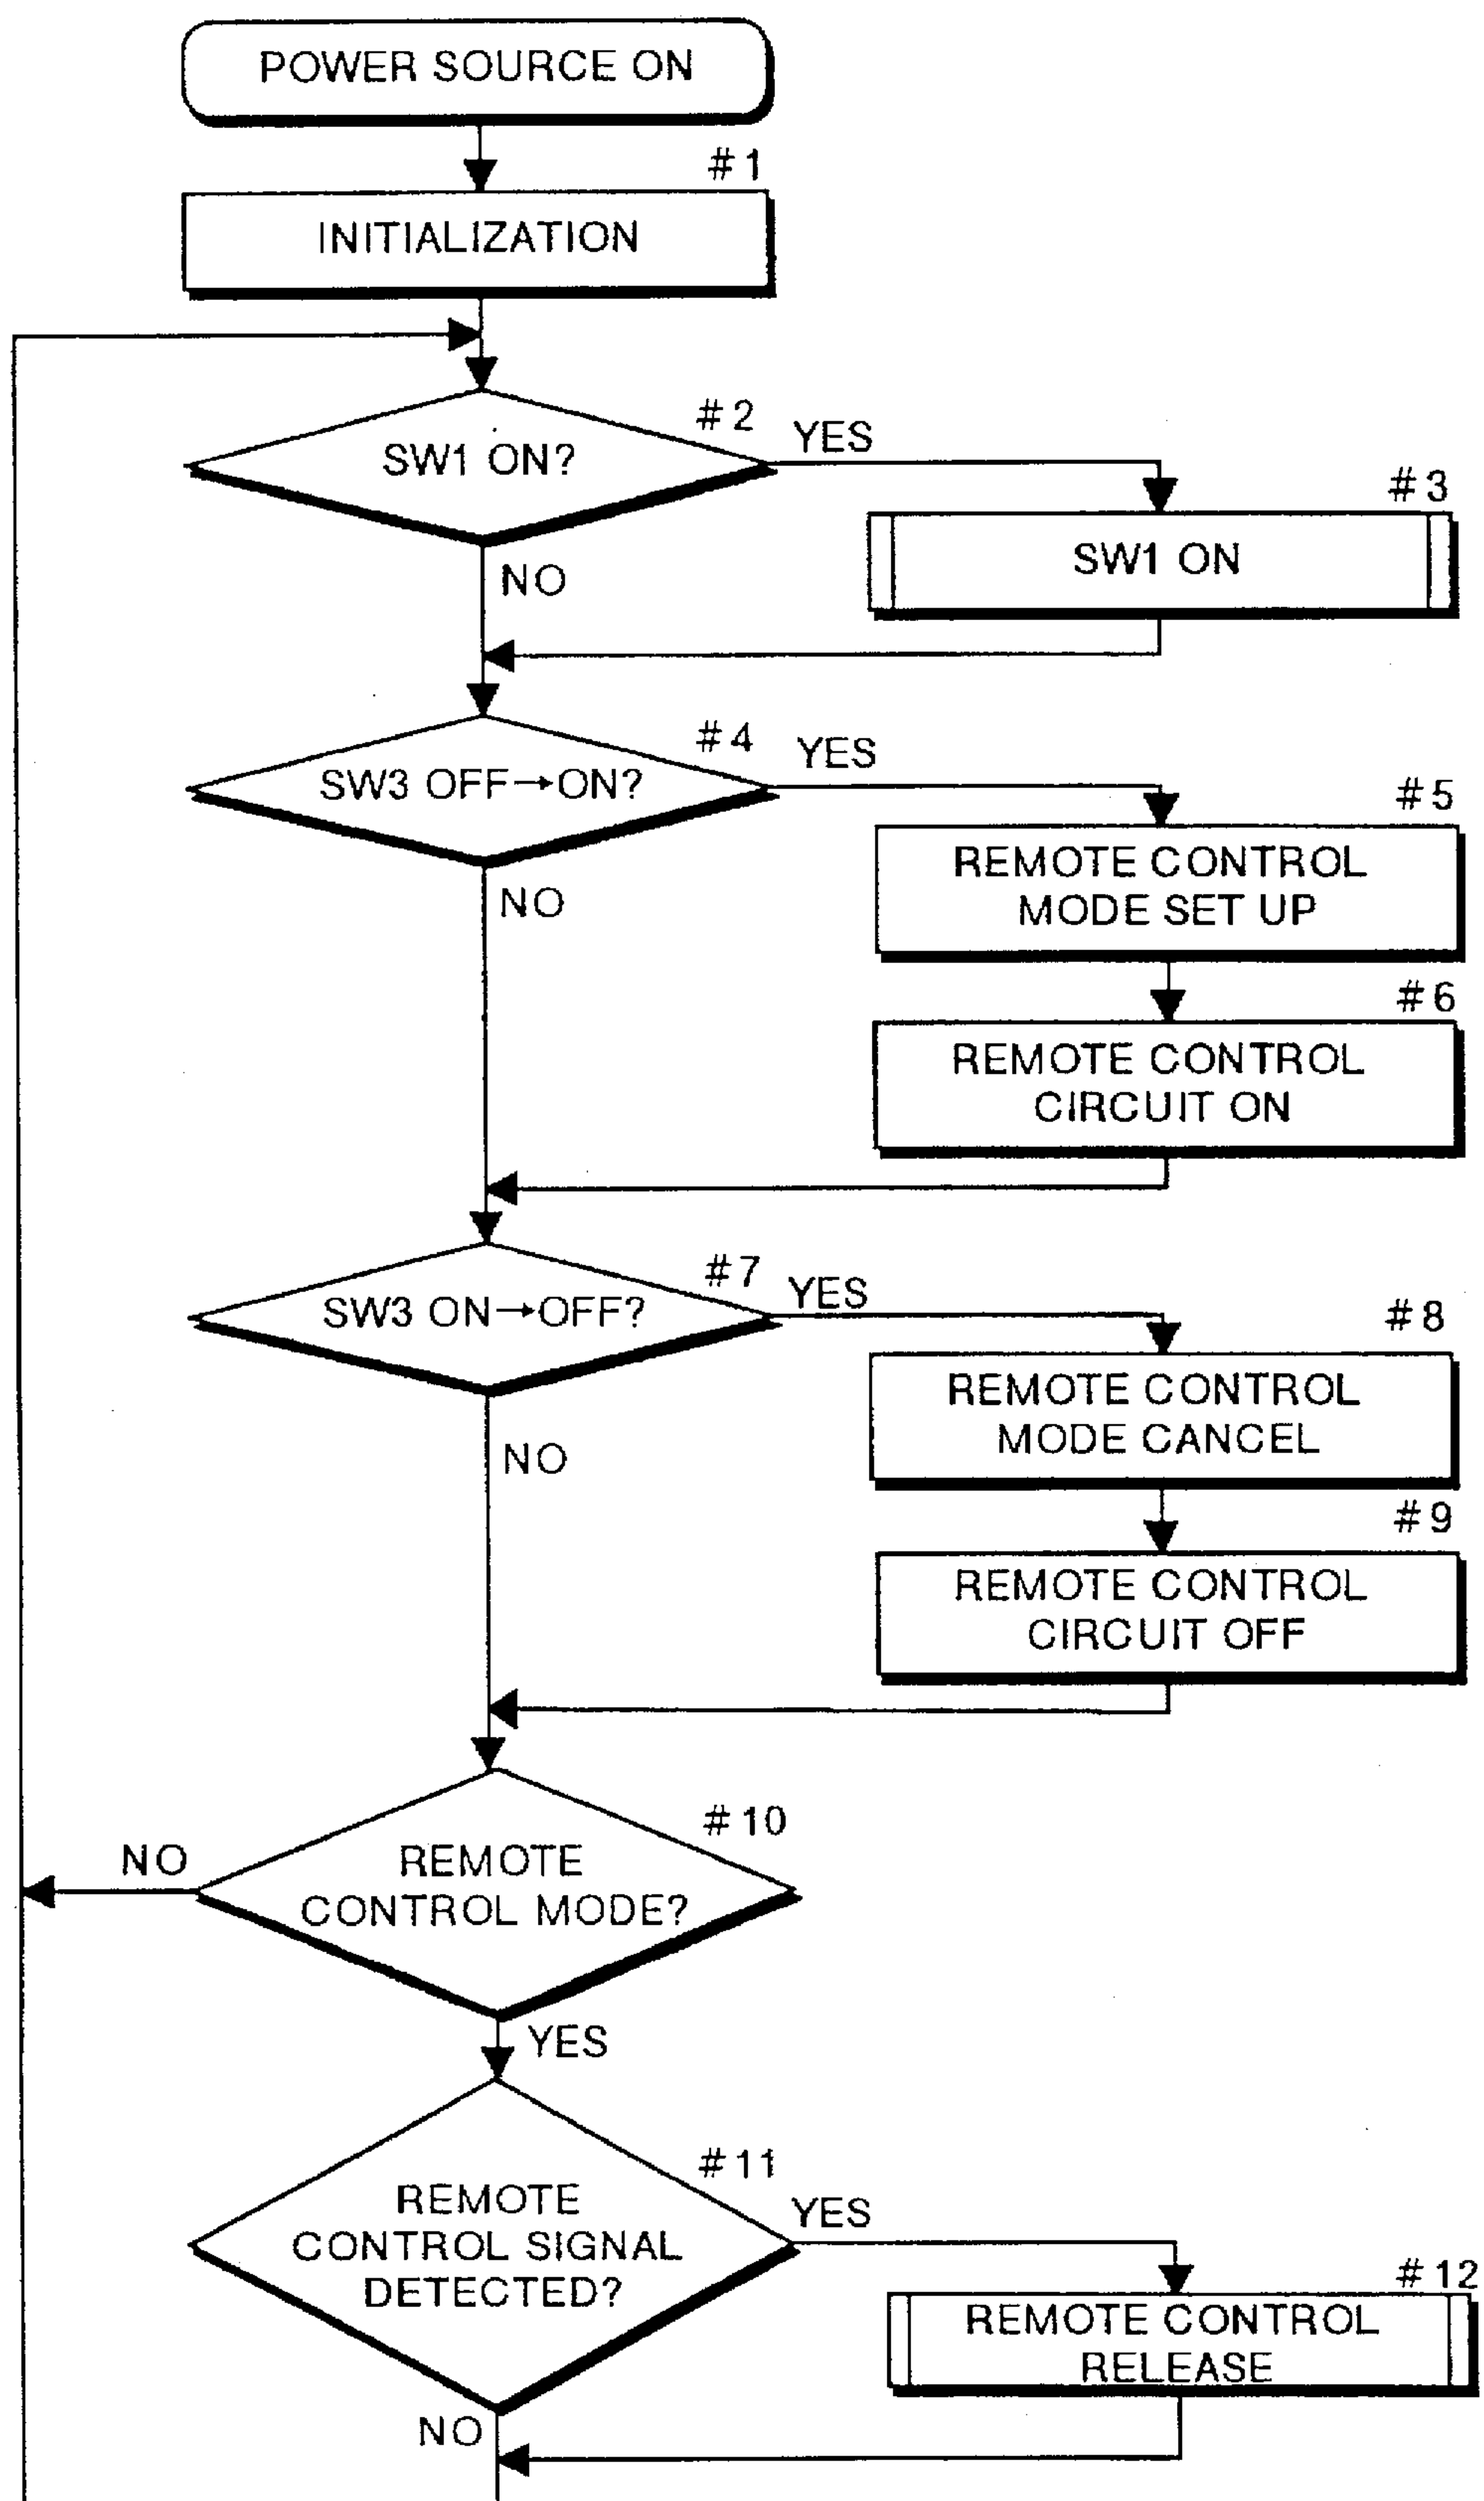 POWER SOURCE ON
#1
INITIALIZATION
#2
SW1 ON?
YES
#3
SW1 ON
NO
#4
SW3 OFF→ON?
YES
#5
REMOTE CONTROL
MODE SET UP
NO
#6
REMOTE CONTROL
CIRCUIT ON
#7
SW3 ON→OFF?
YES
#8
REMOTE CONTROL
MODE CANCEL
NO
#9
REMOTE CONTROL
CIRCUIT OFF
#10
REMOTE
CONTROL MODE?
NO
YES
#11
REMOTE
CONTROL SIGNAL
DETECTED?
YES
#12
REMOTE CONTROL
RELEASE
NO